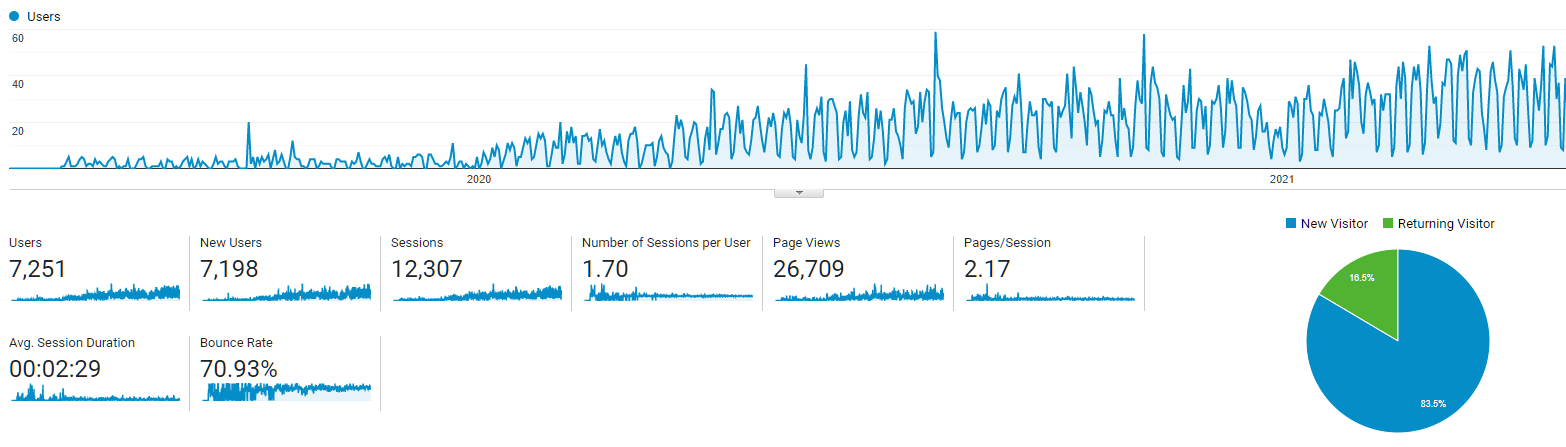 Users
60
40
20
2020
2021
New Visitor
Returning Visitor
Users
New Users
Sessions
Number of Sessions per User
Page Views
Pages/Session
7,251
7,198
12,307
1.70
26,709
2.17
16.5%
83.5%
Avg. Session Duration
Bounce Rate
00:02:29
70.93%